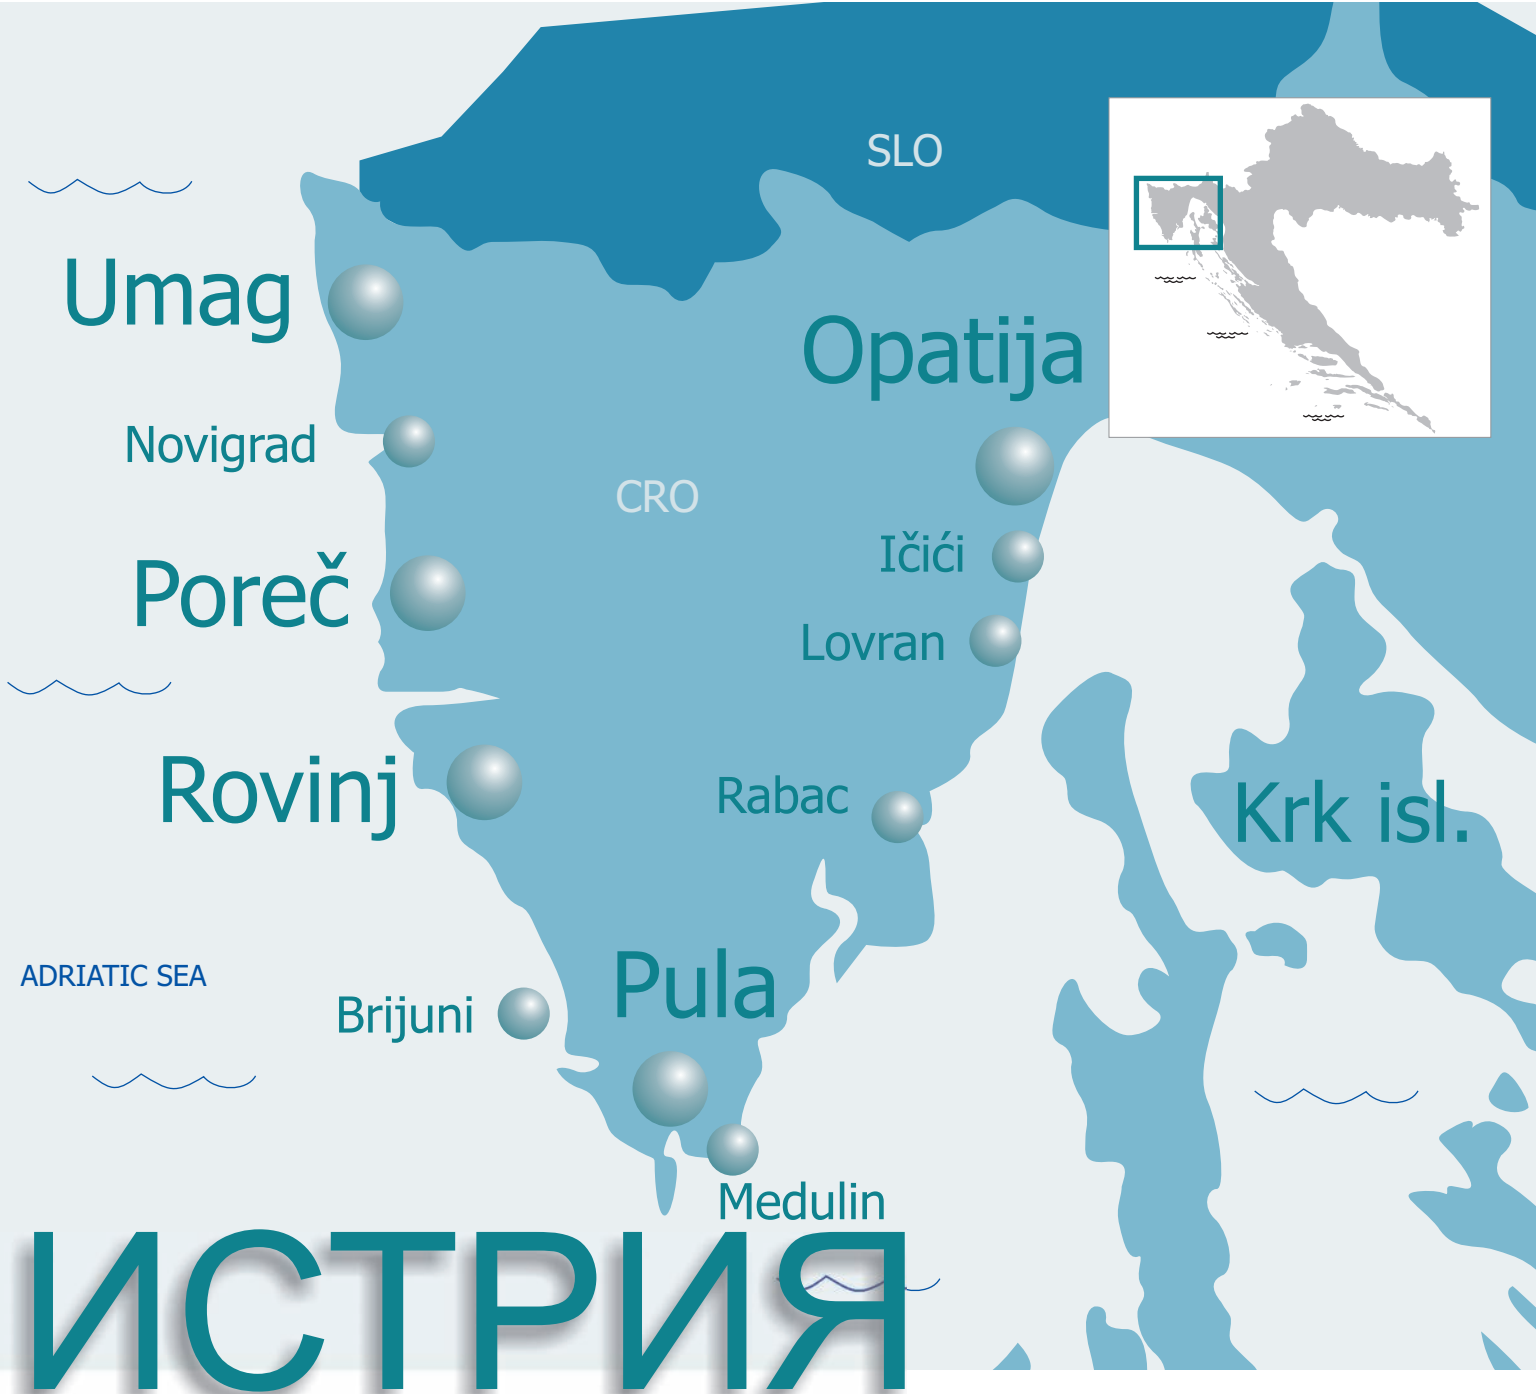 SLO
Umag
Opatija
Novigrad
CRO
Ičići
Poreč
Lovran
Rovinj
Rabac
Krk isl.
ADRIATIC SEA
Pula
Brijuni
Medulin
ИСТРИЯ